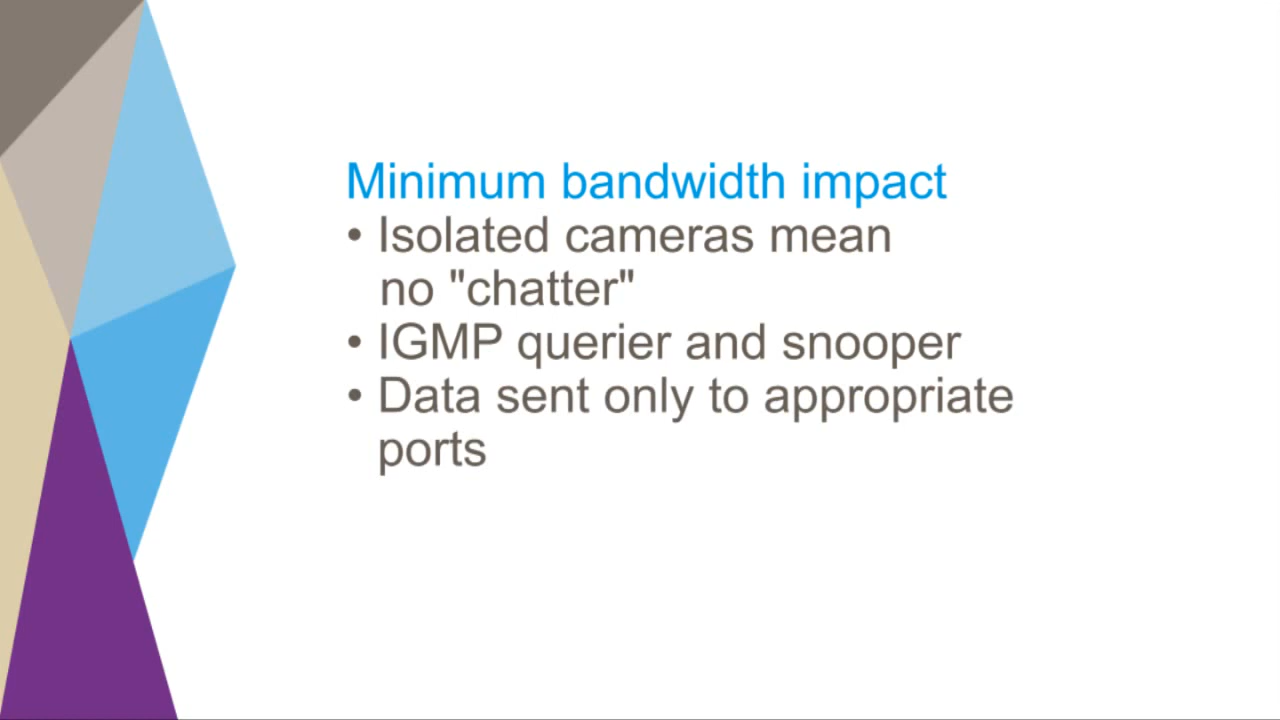 Minimum bandwidth impact
• Isolated cameras mean
no "chatter"
• IGMP querier and snooper
• Data sent only to appropriate
ports